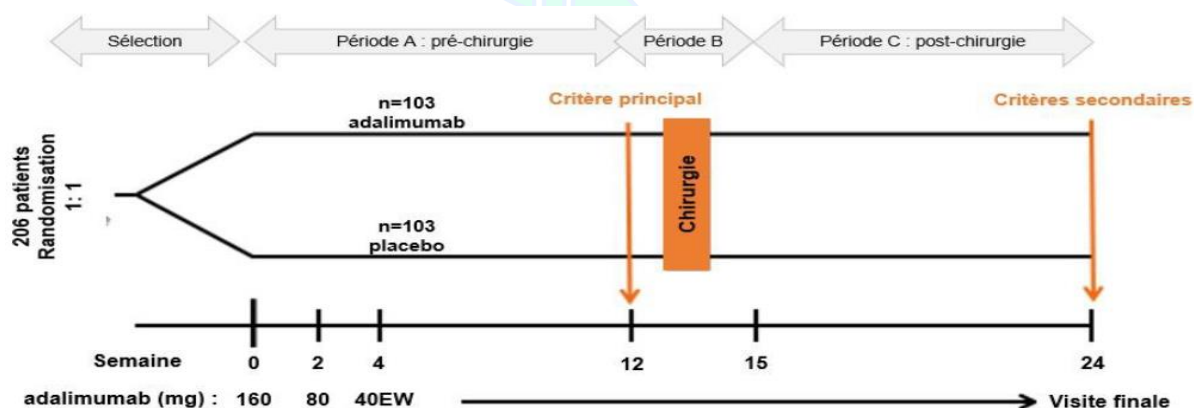 Sélection
Période A : pré-chirurgie
Période B
Période C : post-chirurgie
206 patients
Randomisation
1: 1
n=103
adalimumab
Critère principal
Critères secondaires
Chirurgie
n=103
placebo
Semaine 0 2 4 12 15 24
adalimumab (mg) : 160 80 40EW Visite finale